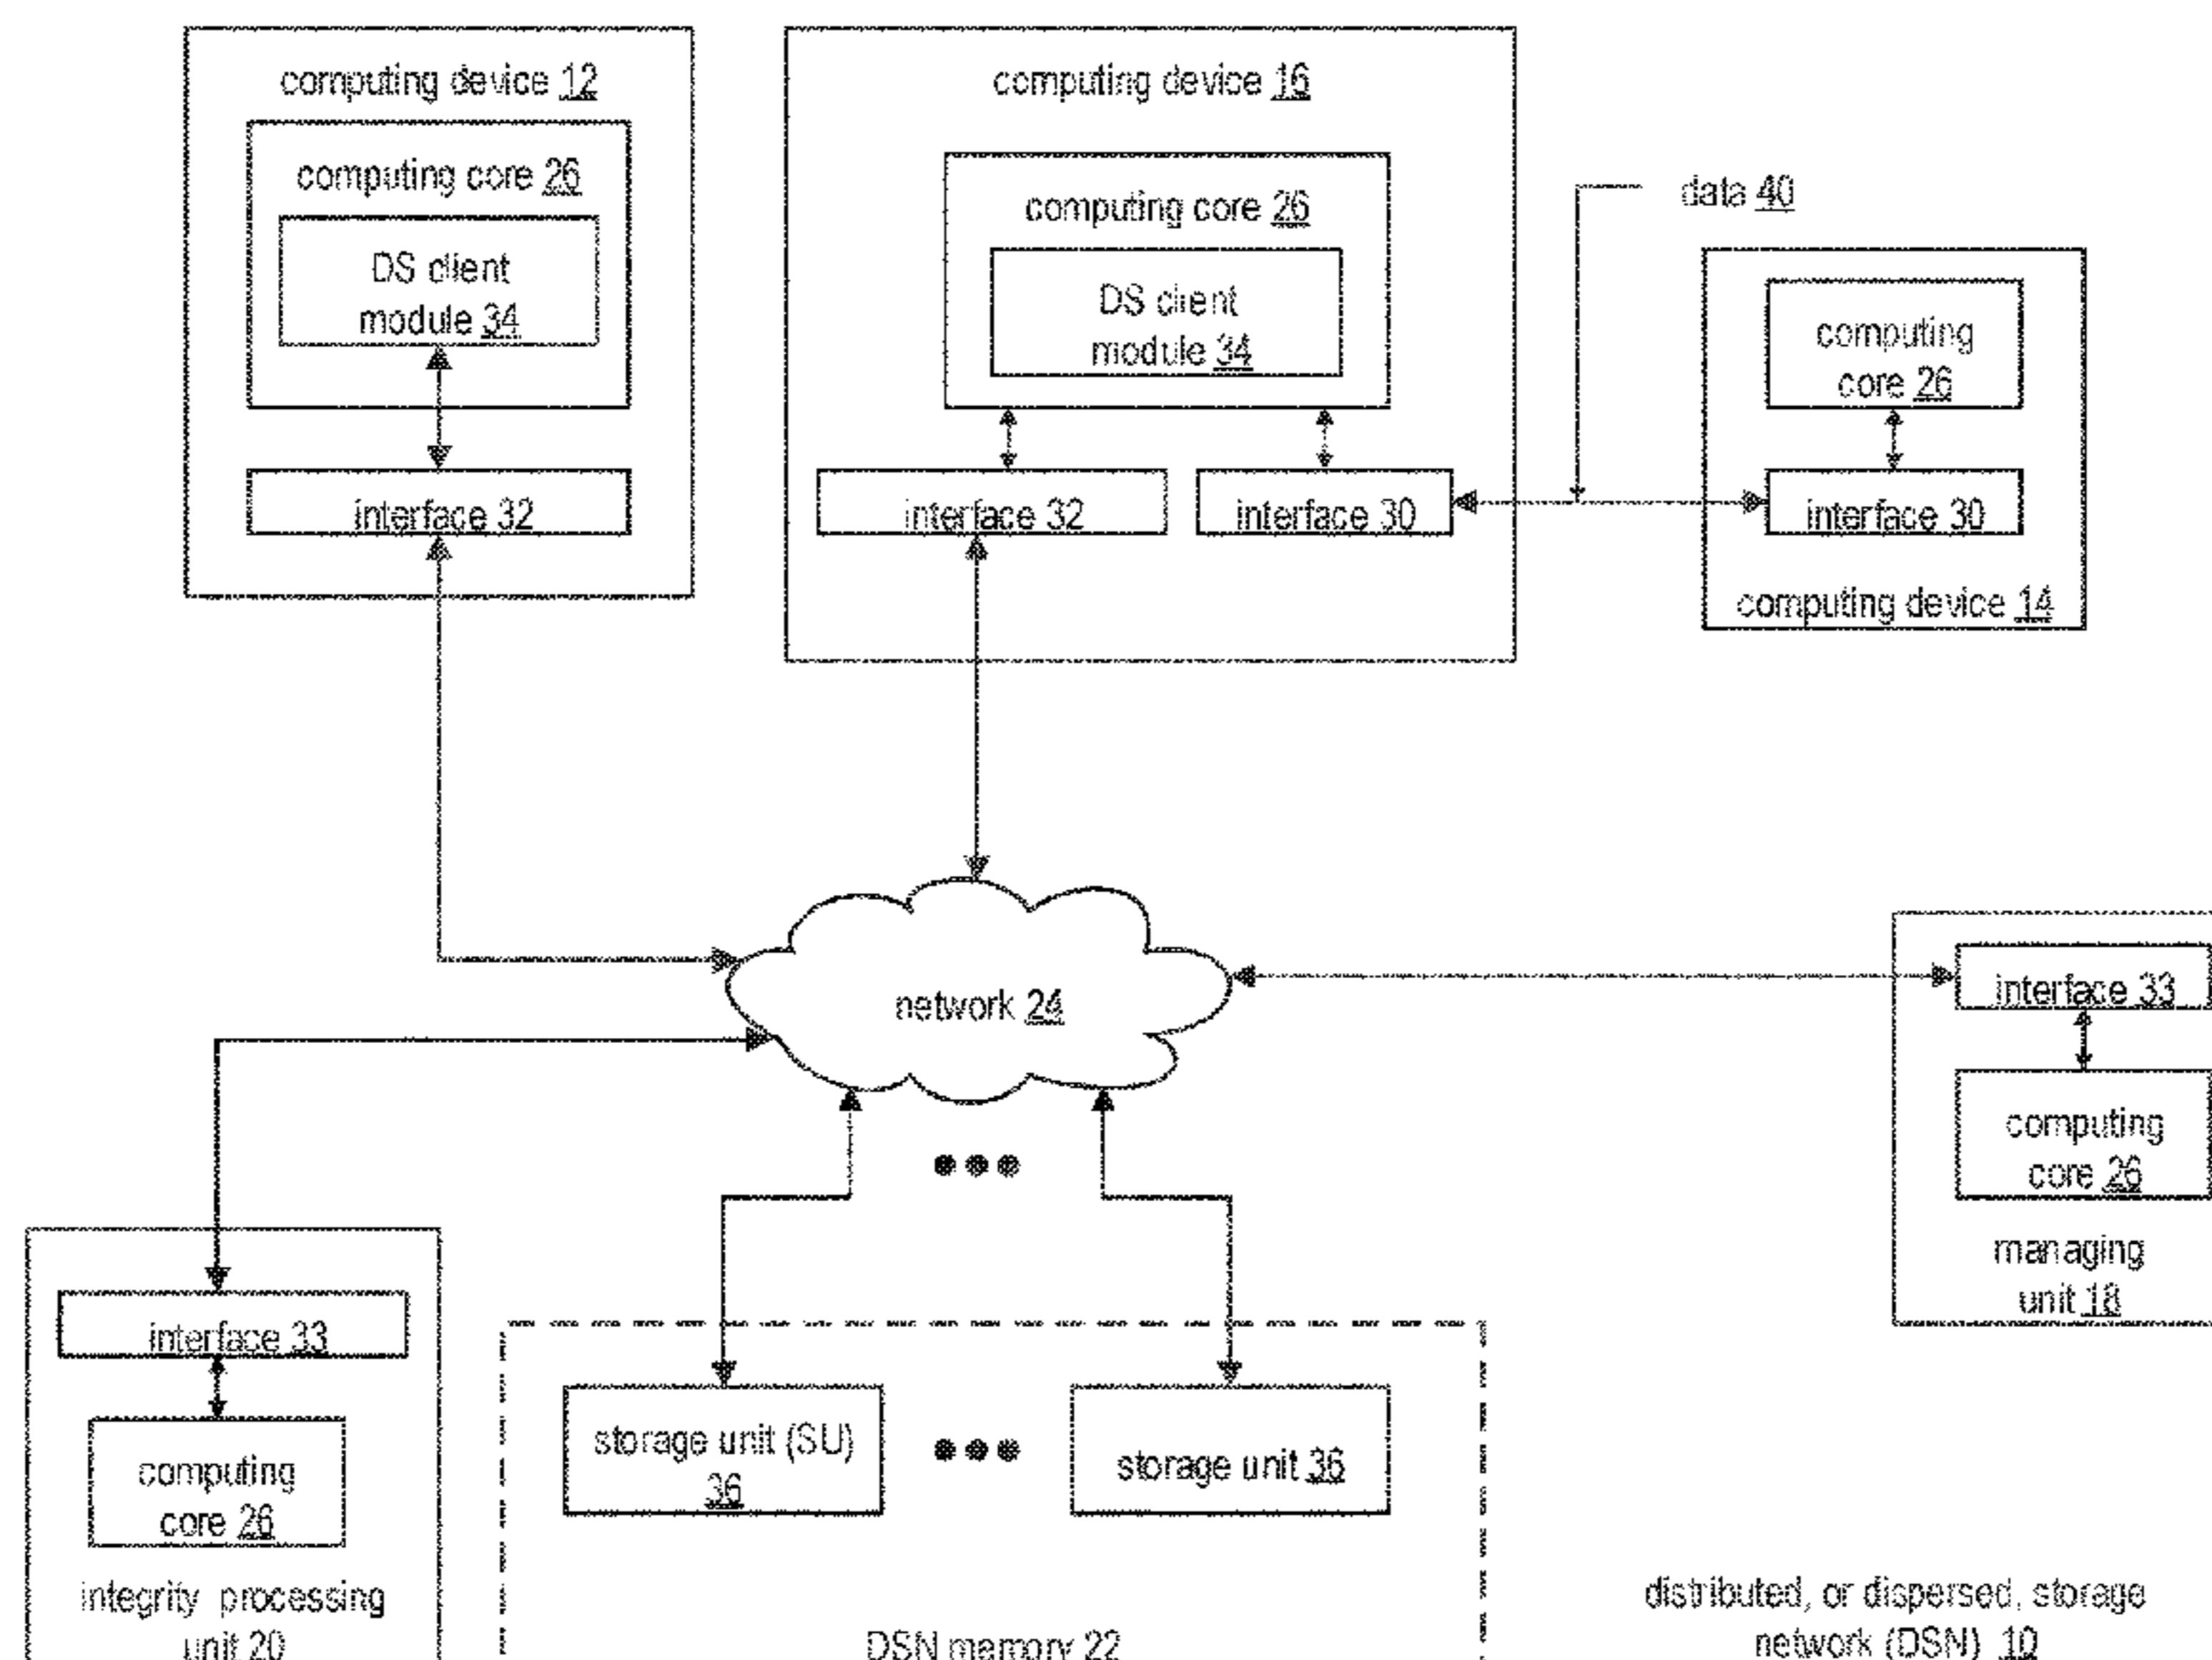 computing device 12
computing core 26
DS client
module 34
interface 32
computing device 16
computing core 26
DS client
module 34
interface 32
interface 30
data 40
computing
core 26
interface 30
computing device 14
network 24
interface 33
computing
core 26
managing
unit 18
interface 33
computing
core 26
integrity processing
unit 20
storage unit (SU)
36
storage unit 36
DSN memory 22
distributed, or dispersed, storage
network (DSN) 10